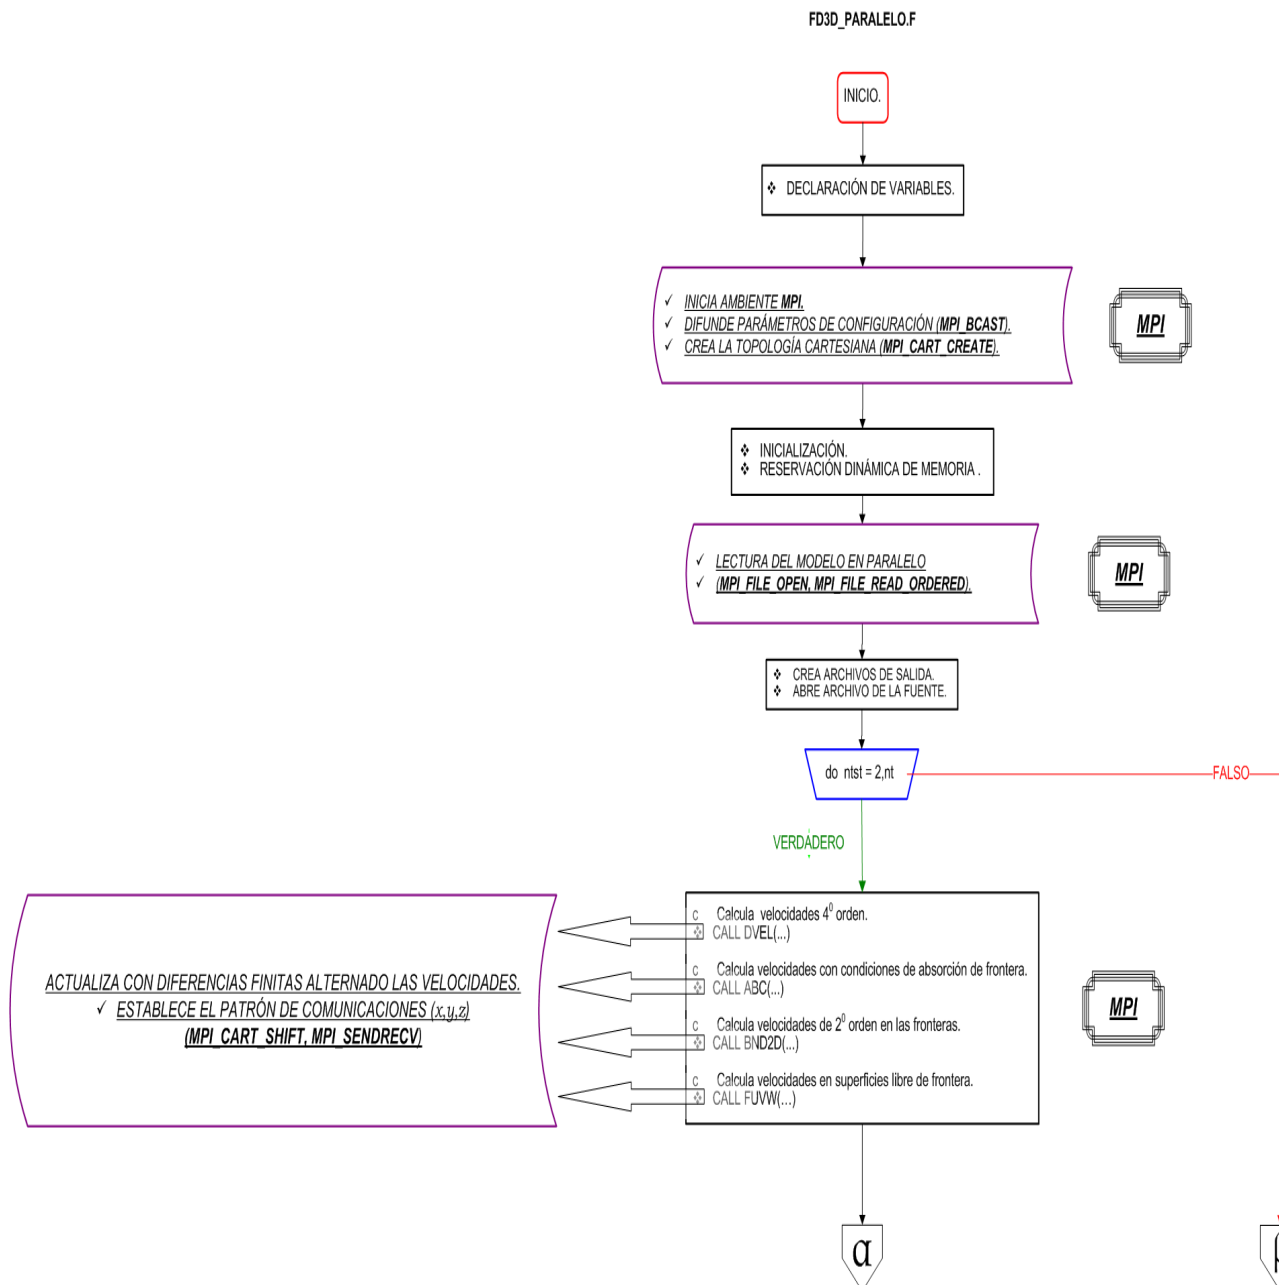 FD3D_PARALELO.F
INICIO.
❖ DECLARACIÓN DE VARIABLES.
✓ INICIA AMBIENTE MPI.
✓ DIFUNDE PARÁMETROS DE CONFIGURACIÓN (MPI_BCAST).
✓ CREA LA TOPOLOGÍA CARTESIANA (MPI_CART_CREATE).
MPI
❖ INICIALIZACIÓN.
❖ RESERVACIÓN DINÁMICA DE MEMORIA .
✓ LECTURA DEL MODELO EN PARALELO
✓ (MPI_FILE_OPEN, MPI_FILE_READ_ORDERED).
MPI
❖ CREA ARCHIVOS DE SALIDA.
❖ ABRE ARCHIVO DE LA FUENTE.
do ntst = 2,nt
FALSO
VERDADERO
c Calcula velocidades 4⁰ orden.
❖ CALL DVEL(...)
c Calcula velocidades con condiciones de absorción de frontera.
❖ CALL ABC(...)
c Calcula velocidades de 2⁰ orden en las fronteras.
❖ CALL BND2D(...)
c Calcula velocidades en superficies libre de frontera.
❖ CALL FUVW(...)
ACTUALIZA CON DIFERENCIAS FINITAS ALTERNADO LAS VELOCIDADES.
✓ ESTABLECE EL PATRÓN DE COMUNICACIONES (x,y,z)
(MPI_CART_SHIFT, MPI_SENDRECV)
MPI
α